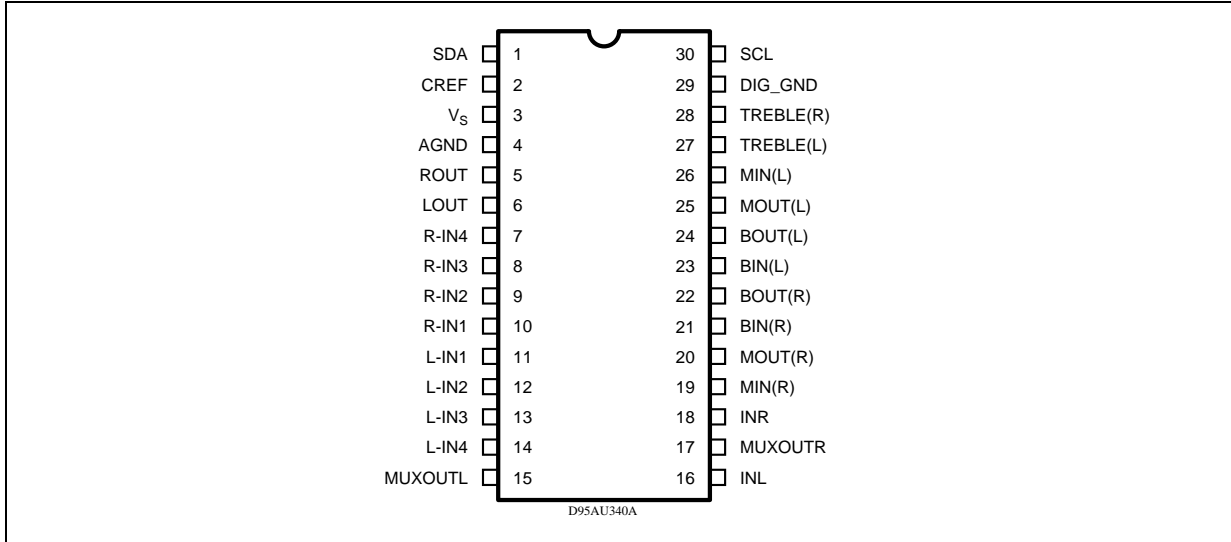 SDA 1 30 SCL
CREF 2 29 DIG_GND
VS 3 28 TREBLE(R)
AGND 4 27 TREBLE(L)
ROUT 5 26 MIN(L)
LOUT 6 25 MOUT(L)
R-IN4 7 24 BOUT(L)
R-IN3 8 23 BIN(L)
R-IN2 9 22 BOUT(R)
R-IN1 10 21 BIN(R)
L-IN1 11 20 MOUT(R)
L-IN2 12 19 MIN(R)
L-IN3 13 18 INR
L-IN4 14 17 MUXOUTR
MUXOUTL 15 16 INL
D95AU340A